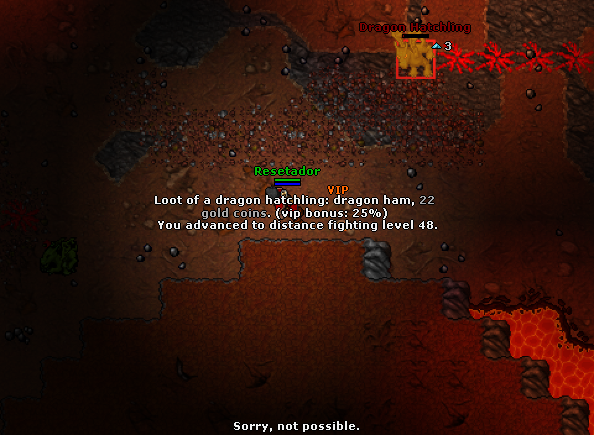 Dragon Hatchling
3
Resetador
VIP
Loot of a dragon hatchling: dragon ham, 22
gold coins. (vip bonus: 25%)
You advanced to distance fighting level 48.
Sorry, not possible.